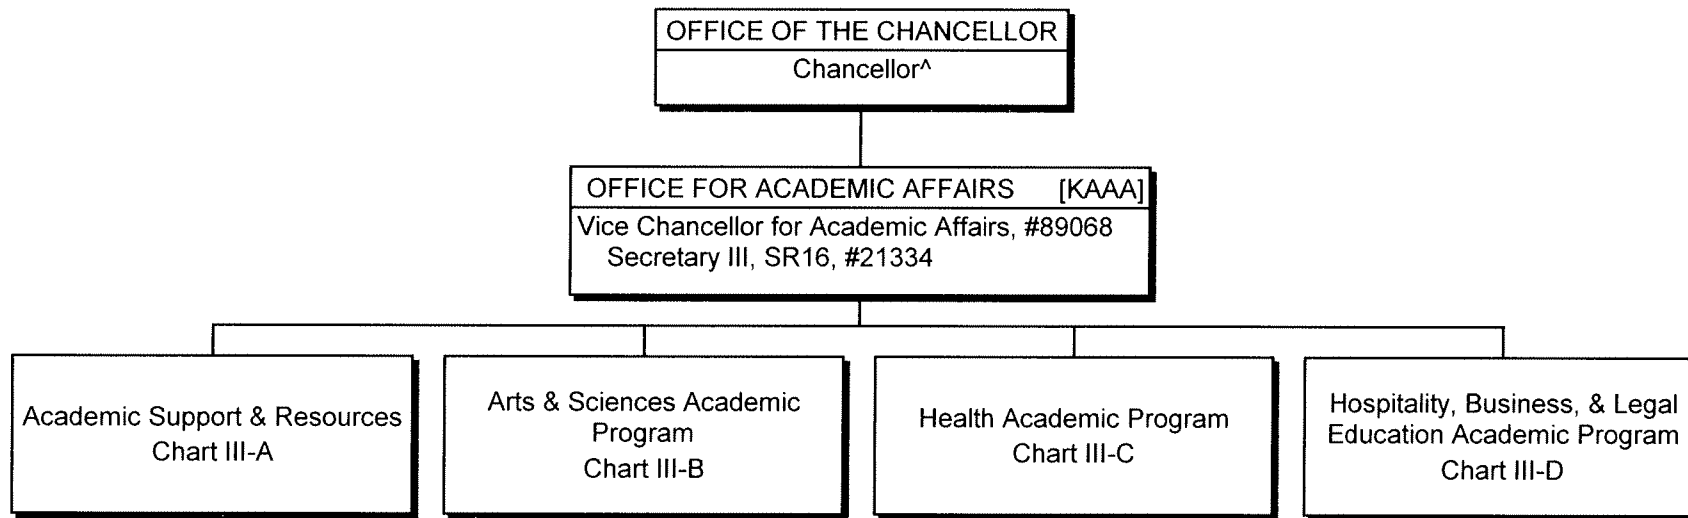 OFFICE OF THE CHANCELLOR
Chancellor^
OFFICE FOR ACADEMIC AFFAIRS [KAAA]
Vice Chancellor for Academic Affairs, #89068
Secretary III, SR16, #21334
Academic Support & Resources
Chart III-A
Arts & Sciences Academic
Program
Chart III-B
Health Academic Program
Chart III-C
Hospitality, Business, & Legal
Education Academic Program
Chart III-D